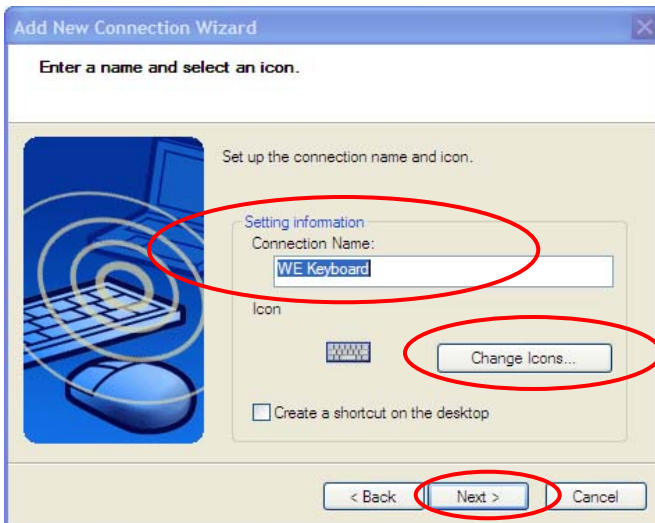 Add New Connection Wizard
Enter a name and select an icon.
Set up the connection name and icon.
Setting information
Connection Name:
WE Keyboard
Icon
Change Icons...
Create a shortcut on the desktop
< Back
Next >
Cancel